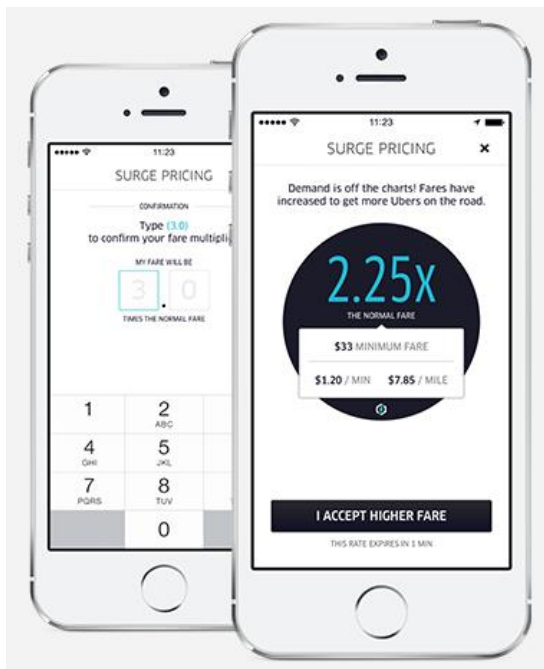 11:23
SURGE PRICING
CONFIRMATION
Type (3.0)
to confirm your fare
MY FARE WILL BE
3.0
TIMES THE NORMAL FARE
1
2
ABC
4
GHI
5
JKL
7
PQRS
8
TUV
0
11:23
SURGE PRICING ×
Demand is off the charts! Fares have
increased to get more Ubers on the road.
2.25x
THE NORMAL FARE
$33 MINIMUM FARE
$1.20 / MIN $7.85 / MILE
I ACCEPT HIGHER FARE
THIS RATE EXPIRES IN 1 MIN